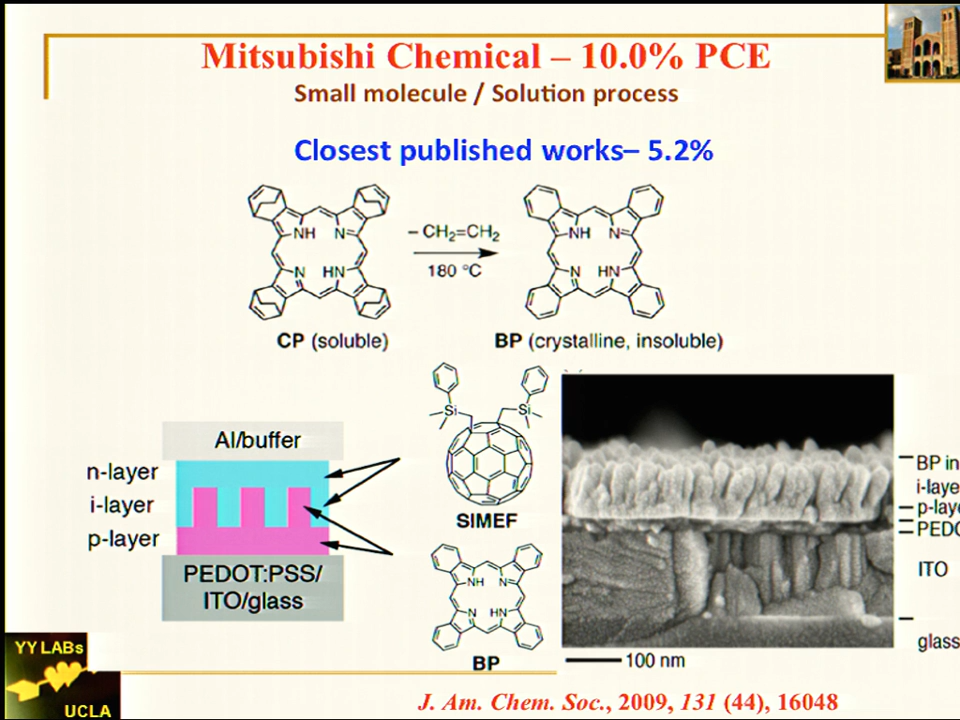 Mitsubishi Chemical – 10.0% PCE
Small molecule / Solution process
Closest published works– 5.2%
NH N
N HN
– CH₂=CH₂
180 °C
NH N
N HN
CP (soluble)
BP (crystalline, insoluble)
Si Si
SIMEF
Al/buffer
n-layer
i-layer
p-layer
PEDOT:PSS/
ITO/glass
NH N
N HN
BP
BP in
i-laye
p-laye
PEDO
ITO
glass
100 nm
YY LABs
UCLA
J. Am. Chem. Soc., 2009, 131 (44), 16048